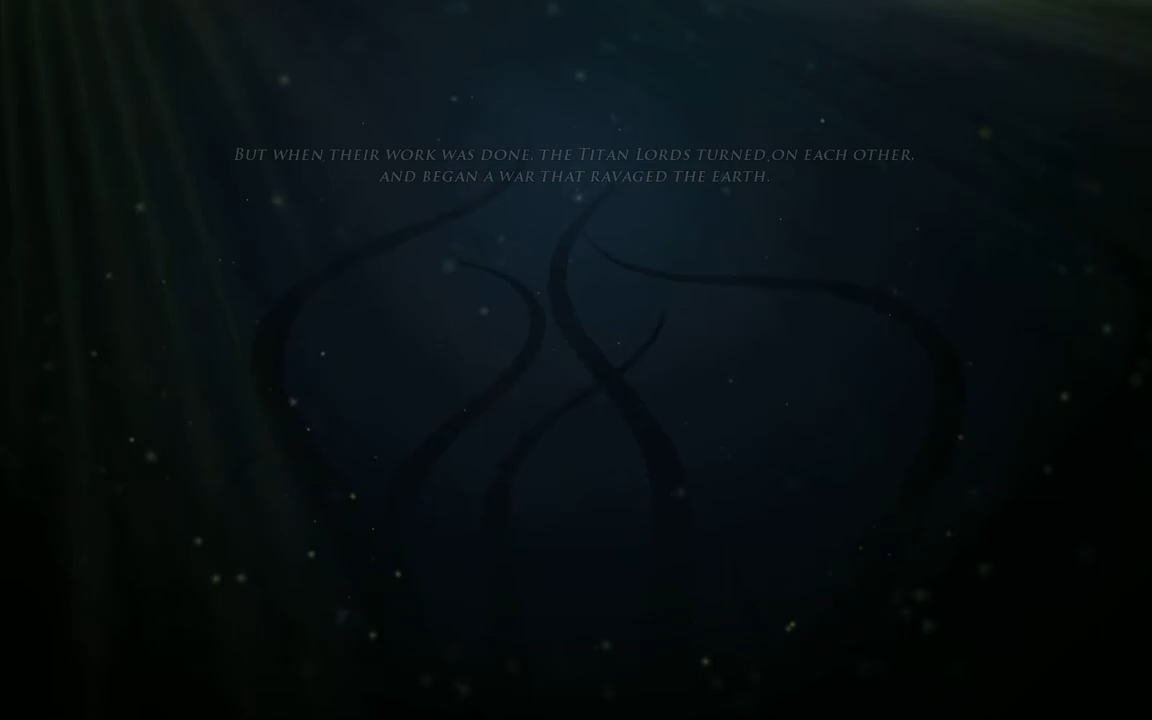 But when their work was done, the Titan Lords turned on each other,
and began a war that ravaged the earth.